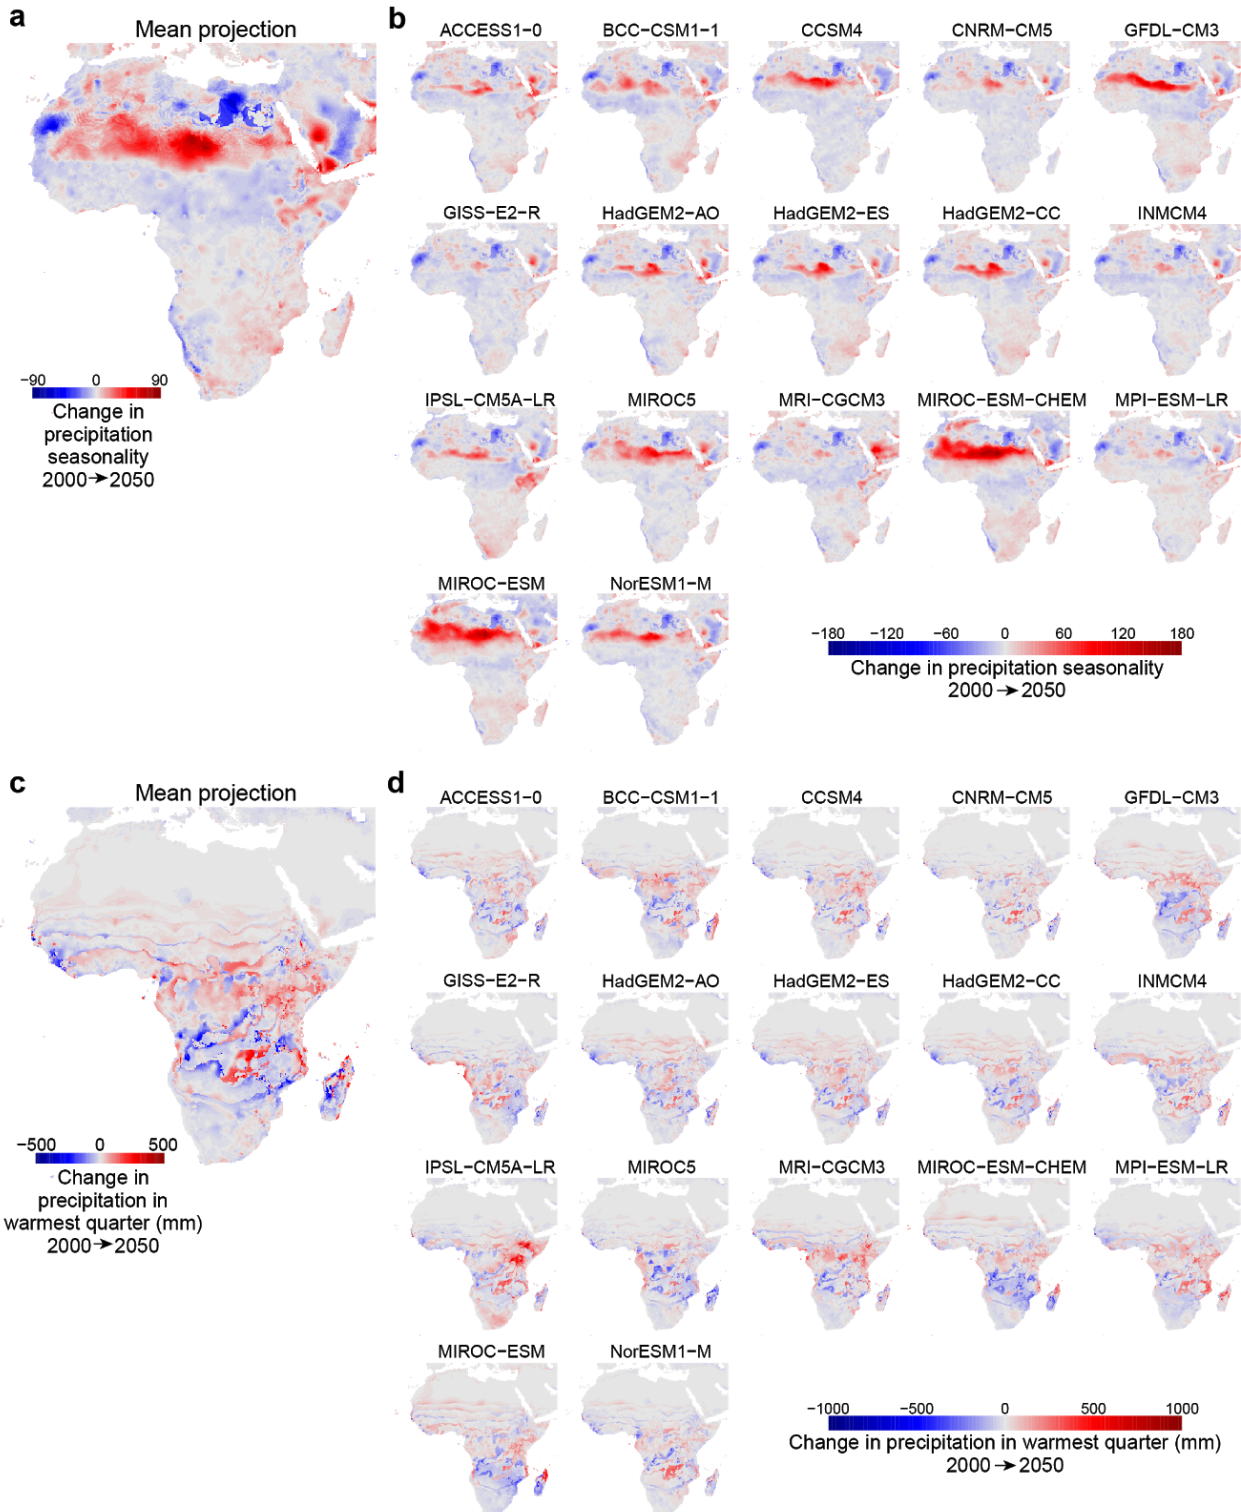 a
Mean projection
−90 0 90
Change in
precipitation
seasonality
2000→2050
b
ACCESS1−0 BCC−CSM1−1 CCSM4 CNRM−CM5 GFDL−CM3
GISS−E2−R HadGEM2−AO HadGEM2−ES HadGEM2−CC INMCM4
IPSL−CM5A−LR MIROC5 MRI−CGCM3 MIROC−ESM−CHEM MPI−ESM−LR
MIROC−ESM NorESM1−M
−180 −120 −60 0 60 120 180
Change in precipitation seasonality
2000→2050
c
Mean projection
−500 0 500
Change in
precipitation in
warmest quarter (mm)
2000→2050
d
ACCESS1−0 BCC−CSM1−1 CCSM4 CNRM−CM5 GFDL−CM3
GISS−E2−R HadGEM2−AO HadGEM2−ES HadGEM2−CC INMCM4
IPSL−CM5A−LR MIROC5 MRI−CGCM3 MIROC−ESM−CHEM MPI−ESM−LR
MIROC−ESM NorESM1−M
−1000 −500 0 500 1000
Change in precipitation in warmest quarter (mm)
2000→2050